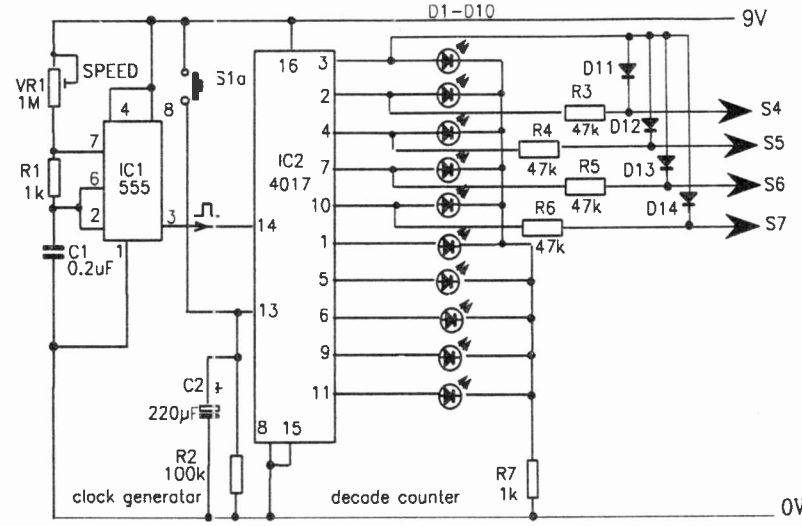 D1-D10
9V
VR1
1M
SPEED
4
8
S1a
16
3
D11
S4
R3
47k
2
7
IC1
555
R1
1k
6
2
3
1
C1
0.2uF
14
IC2
4017
4
R4
47k
D12
S5
7
R5
47k
D13
S6
10
R6
47k
D14
S7
1
5
13
6
9
C2
+
220µF
11
8
15
R2
100k
R7
1k
clock generator
decade counter
0V